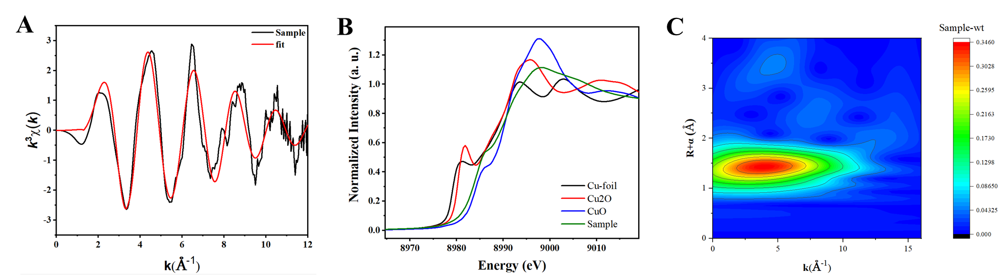 A
Sample
fit
3
2
1
0
-1
-2
-3
k³χ(k)
0 2 4 6 8 10 12
k(Å⁻¹)
B
1.2
1.0
0.8
0.6
0.4
0.2
0.0
Normalized Intensity (a. u.)
Cu-foil
Cu2O
CuO
Sample
8970 8980 8990 9000 9010
Energy (eV)
C
Sample-wt
4
3
2
1
0
R+α (Å)
0 5 10 15
k(Å⁻¹)
0.3460
0.3028
0.2595
0.2163
0.1730
0.1298
0.08650
0.04325
0.000